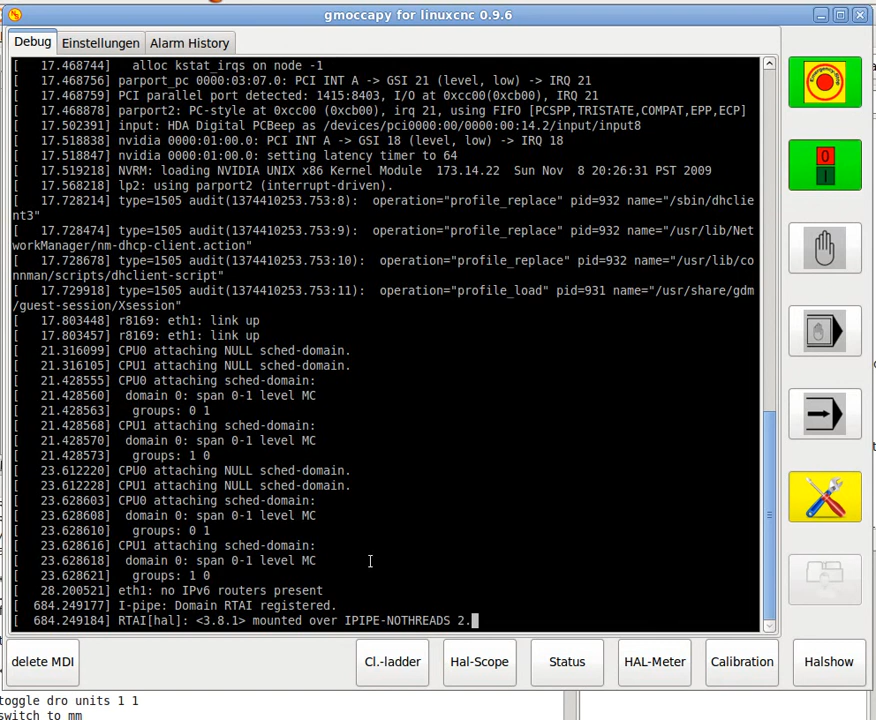 gmoccapy for linuxcnc 0.9.6
Debug
Einstellungen
Alarm History
[   17.468744]   alloc kstat_irqs on node -1
[   17.468756] parport_pc 0000:03:07.0: PCI INT A -> GSI 21 (level, low) -> IRQ 21
[   17.468759] PCI parallel port detected: 1415:8403, I/O at 0xcc00(0xcb00), IRQ 21
[   17.468878] parport2: PC-style at 0xcc00 (0xcb00), irq 21, using FIFO [PCSPP,TRISTATE,COMPAT,EPP,ECP]
[   17.502391] input: HDA Digital PCBeep as /devices/pci0000:00/0000:00:14.2/input/input8
[   17.518838] nvidia 0000:01:00.0: PCI INT A -> GSI 18 (level, low) -> IRQ 18
[   17.518847] nvidia 0000:01:00.0: setting latency timer to 64
[   17.519218] NVRM: loading NVIDIA UNIX x86 Kernel Module  173.14.22  Sun Nov  8 20:26:31 PST 2009
[   17.568218] lp2: using parport2 (interrupt-driven).
[   17.728214] type=1505 audit(1374410253.753:8):  operation="profile_replace" pid=932 name="/sbin/dhclie
nt3"
[   17.728474] type=1505 audit(1374410253.753:9):  operation="profile_replace" pid=932 name="/usr/lib/Net
workManager/nm-dhcp-client.action"
[   17.728678] type=1505 audit(1374410253.753:10):  operation="profile_replace" pid=932 name="/usr/lib/co
nnman/scripts/dhclient-script"
[   17.729918] type=1505 audit(1374410253.753:11):  operation="profile_load" pid=931 name="/usr/share/gdm
/guest-session/Xsession"
[   17.803448] r8169: eth1: link up
[   17.803457] r8169: eth1: link up
[   21.316099] CPU0 attaching NULL sched-domain.
[   21.316105] CPU1 attaching NULL sched-domain.
[   21.428555] CPU0 attaching sched-domain:
[   21.428560]  domain 0: span 0-1 level MC
[   21.428563]   groups: 0 1
[   21.428568] CPU1 attaching sched-domain:
[   21.428570]  domain 0: span 0-1 level MC
[   21.428573]   groups: 1 0
[   23.612220] CPU0 attaching NULL sched-domain.
[   23.612228] CPU1 attaching NULL sched-domain.
[   23.628603] CPU0 attaching sched-domain:
[   23.628608]  domain 0: span 0-1 level MC
[   23.628610]   groups: 0 1
[   23.628616] CPU1 attaching sched-domain:
[   23.628618]  domain 0: span 0-1 level MC
[   23.628621]   groups: 1 0
[   28.200521] eth1: no IPv6 routers present
[  684.249177] I-pipe: Domain RTAI registered.
[  684.249184] RTAI[hal]: <3.8.1> mounted over IPIPE-NOTHREADS 2.
0
I
delete MDI
Cl.-ladder
Hal-Scope
Status
HAL-Meter
Calibration
Halshow
toggle dro units 1 1
switch to mm